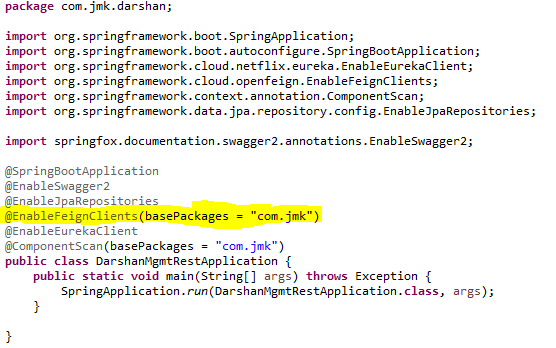 package com.jmk.darshan;
import org.springframework.boot.SpringApplication;
import org.springframework.boot.autoconfigure.SpringBootApplication;
import org.springframework.cloud.netflix.eureka.EnableEurekaClient;
import org.springframework.cloud.openfeign.EnableFeignClients;
import org.springframework.context.annotation.ComponentScan;
import org.springframework.data.jpa.repository.config.EnableJpaRepositories;
import springfox.documentation.swagger2.annotations.EnableSwagger2;
@SpringBootApplication
@EnableSwagger2
@EnableJpaRepositories
@EnableFeignClients(basePackages = "com.jmk")
@EnableEurekaClient
@ComponentScan(basePackages = "com.jmk")
public class DarshanMgmtRestApplication {
    public static void main(String[] args) throws Exception {
        SpringApplication.run(DarshanMgmtRestApplication.class, args);
    }
}